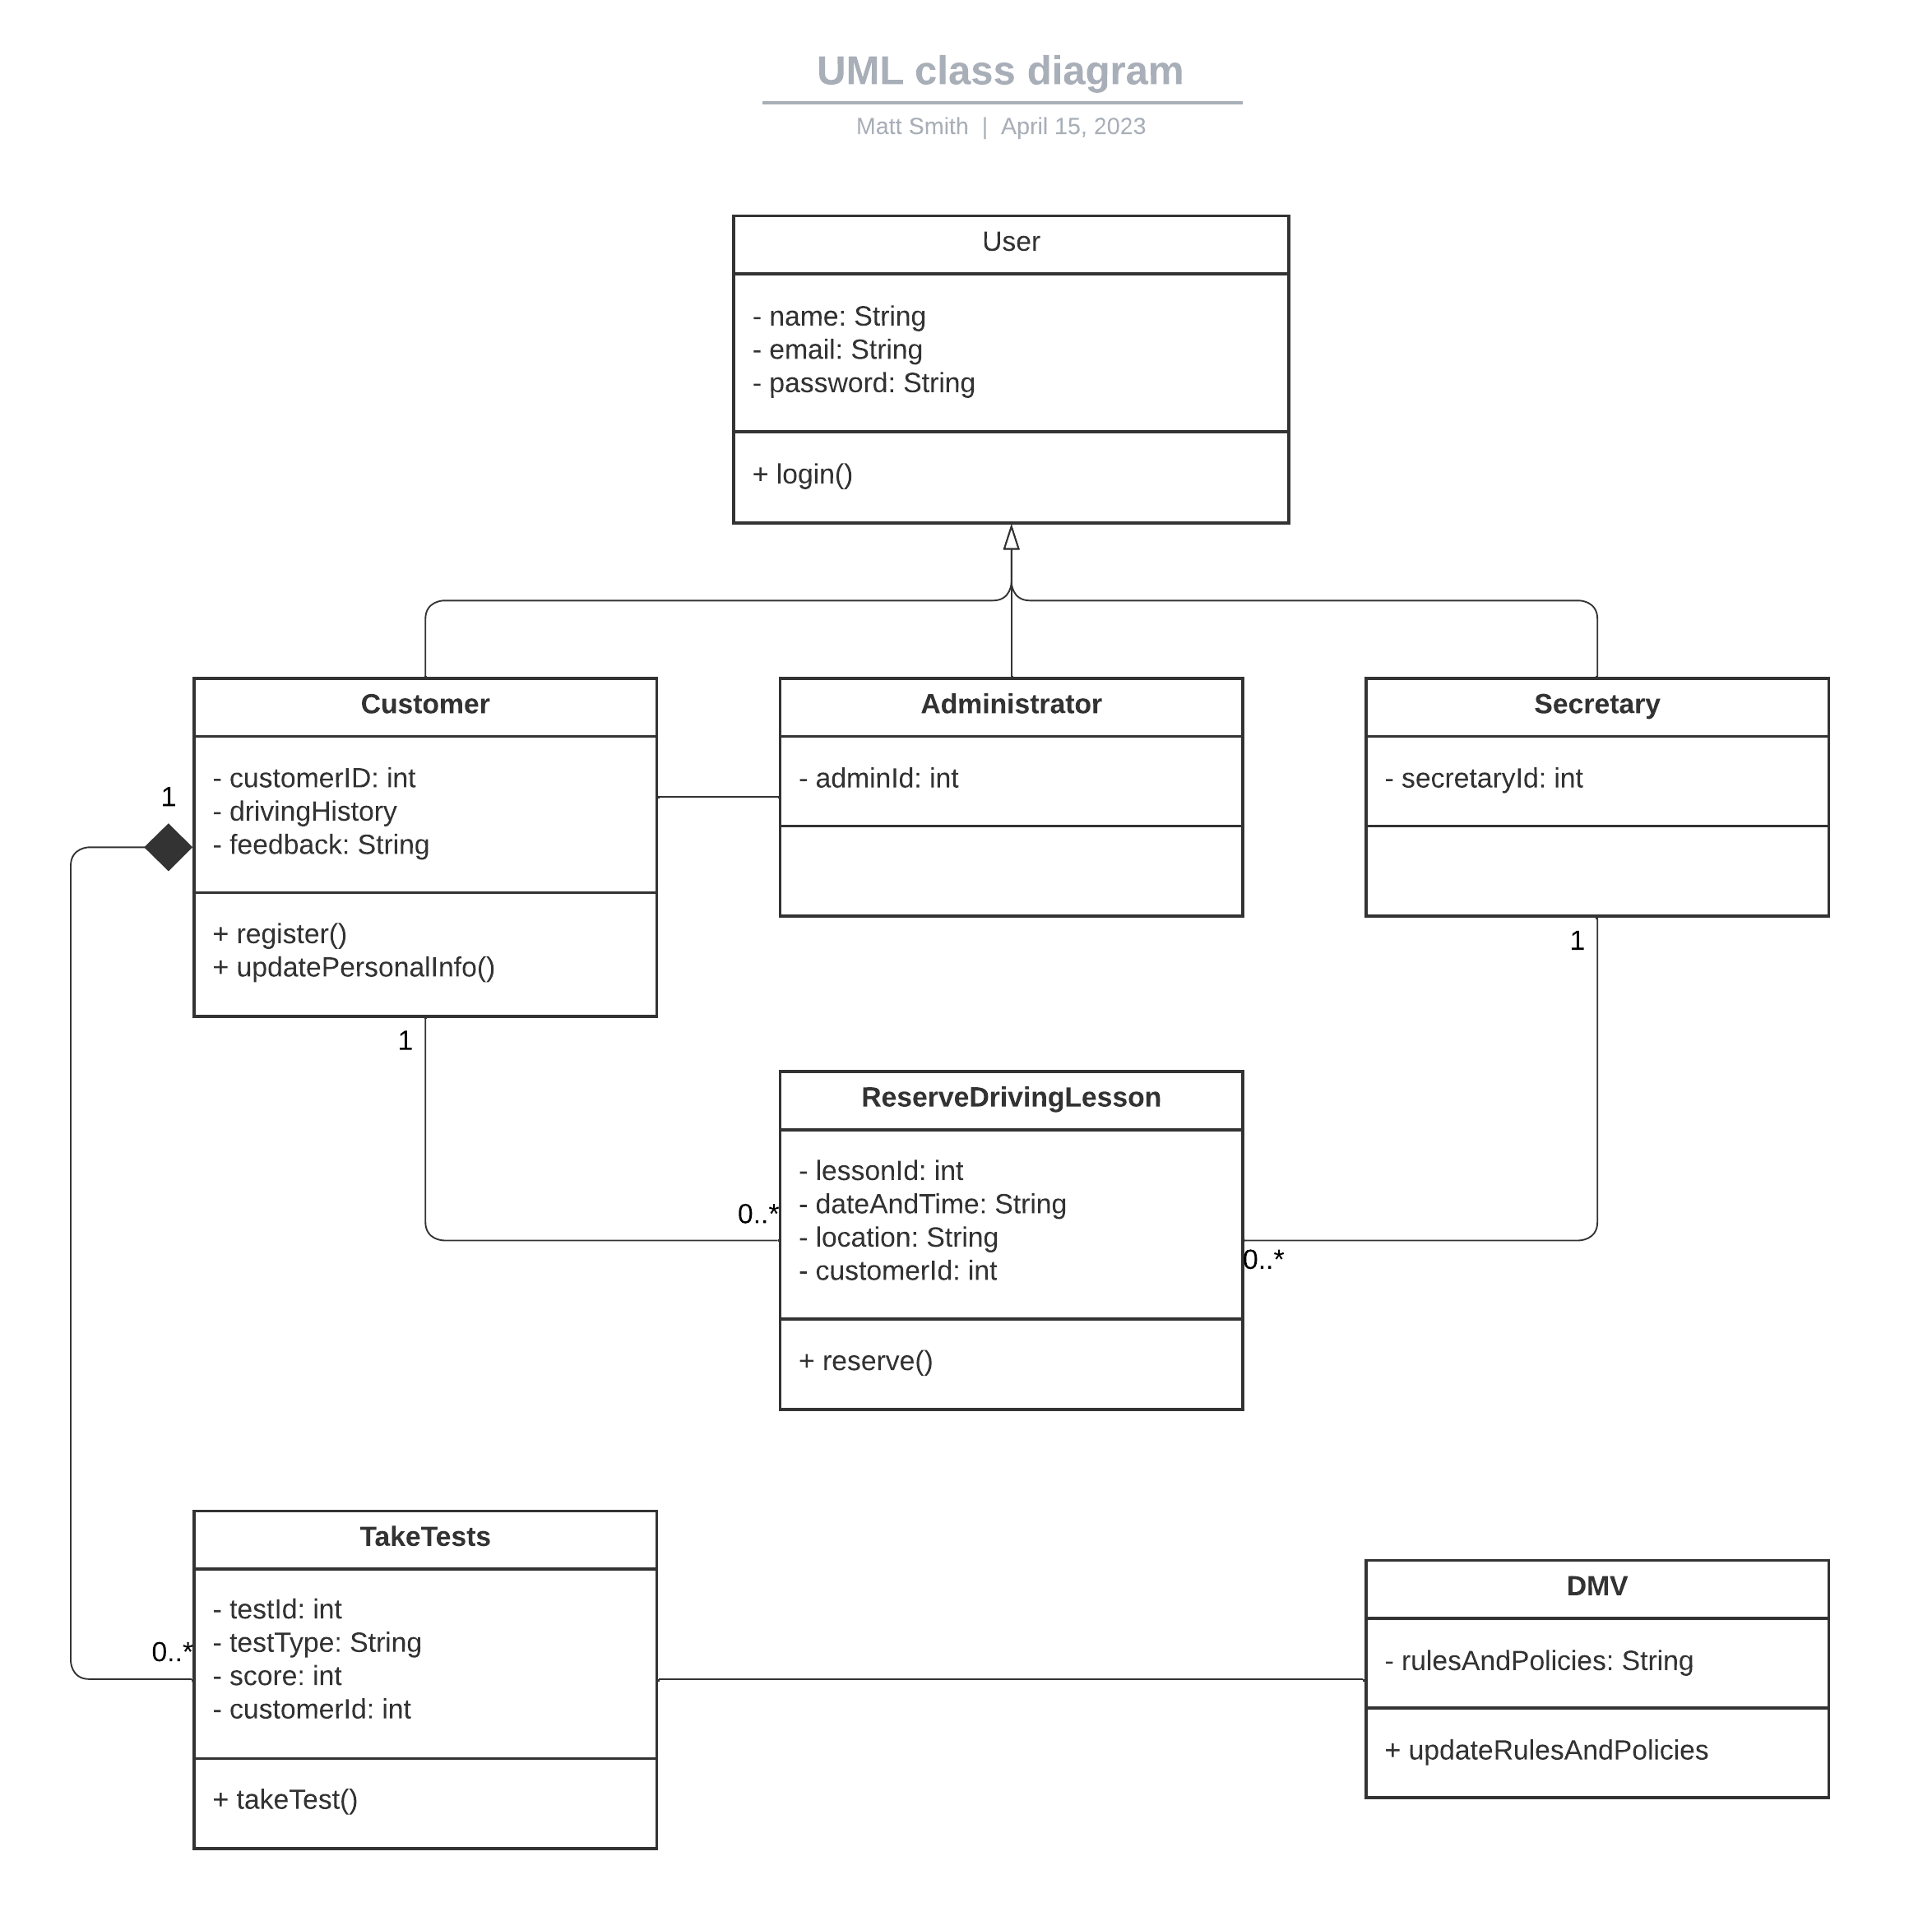 UML class diagram
Matt Smith | April 15, 2023
User
- name: String
- email: String
- password: String
+ login()
Customer
- customerID: int
- drivingHistory
- feedback: String
+ register()
+ updatePersonalInfo()
Administrator
- adminId: int
Secretary
- secretaryId: int
1
1
1
ReserveDrivingLesson
- lessonId: int
- dateAndTime: String
- location: String
- customerId: int
+ reserve()
0..*
0..*
TakeTests
- testId: int
- testType: String
- score: int
- customerId: int
+ takeTest()
0..*
DMV
- rulesAndPolicies: String
+ updateRulesAndPolicies